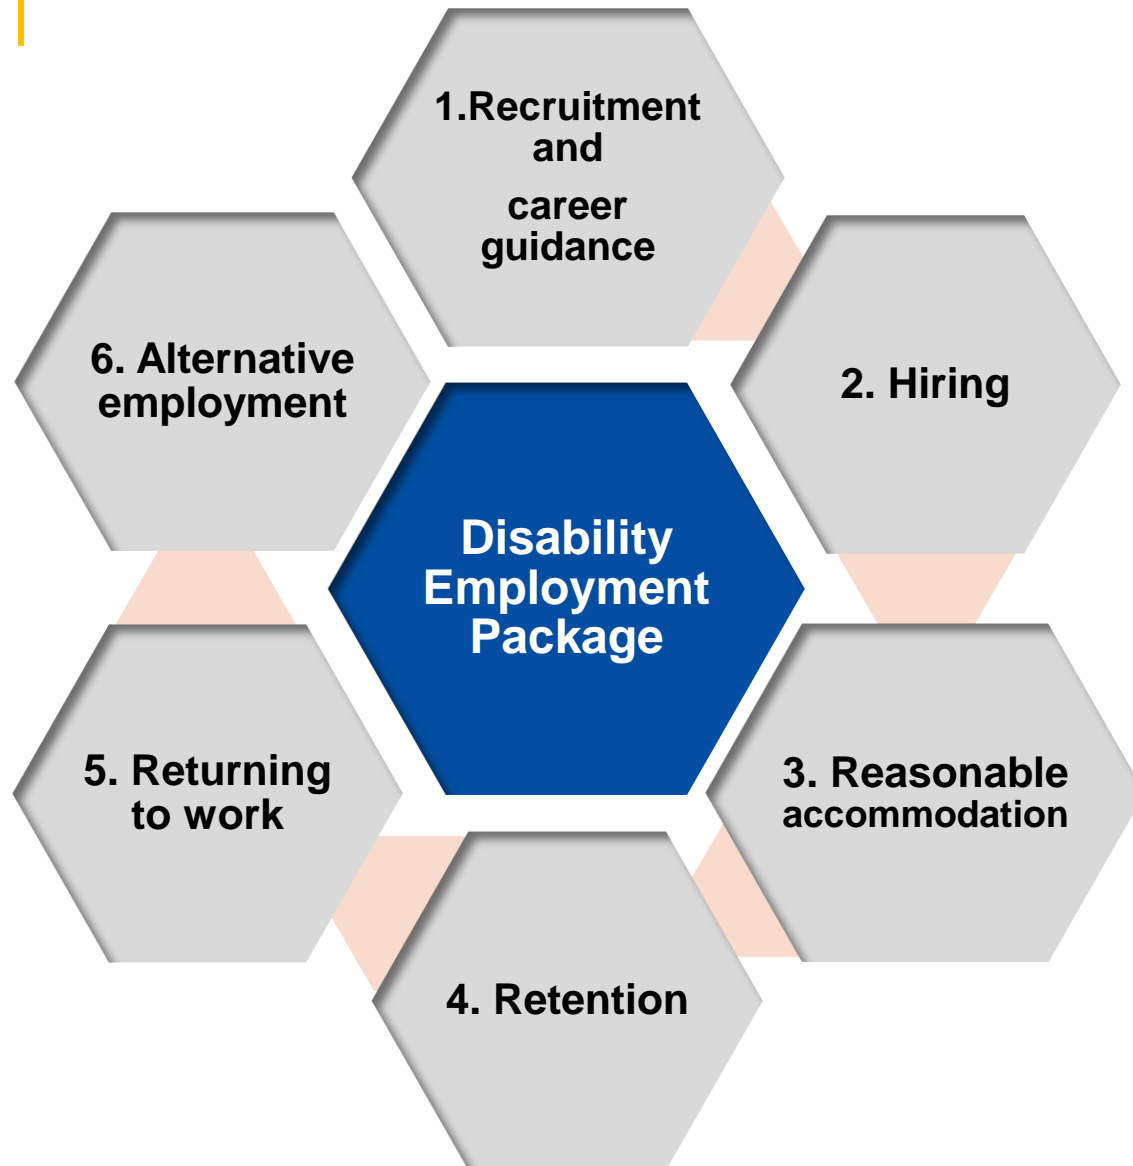 1.Recruitment
and
career
guidance
2. Hiring
3. Reasonable
accommodation
4. Retention
5. Returning
to work
6. Alternative
employment
Disability
Employment
Package